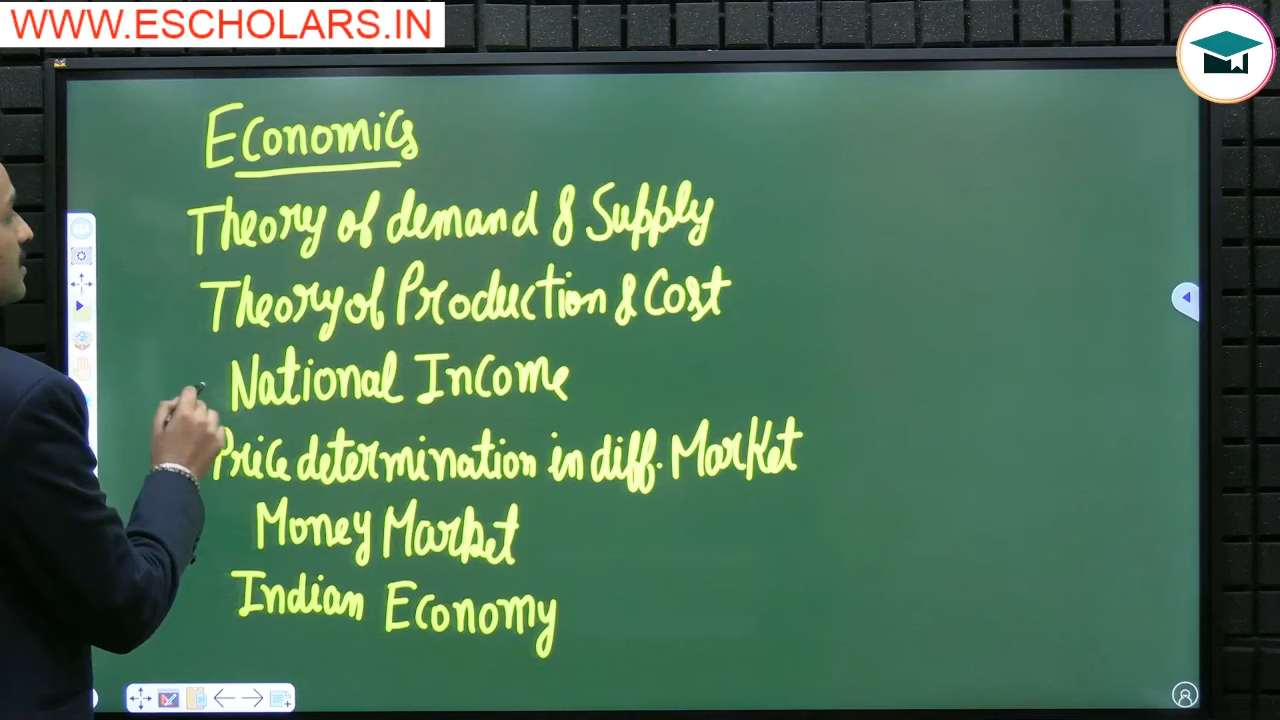 WWW.ESCHOLARS.IN
Economics
Theory of demand & Supply
Theory of Production & Cost
National Income
Price determination in diff. Market
Money Market
Indian Economy